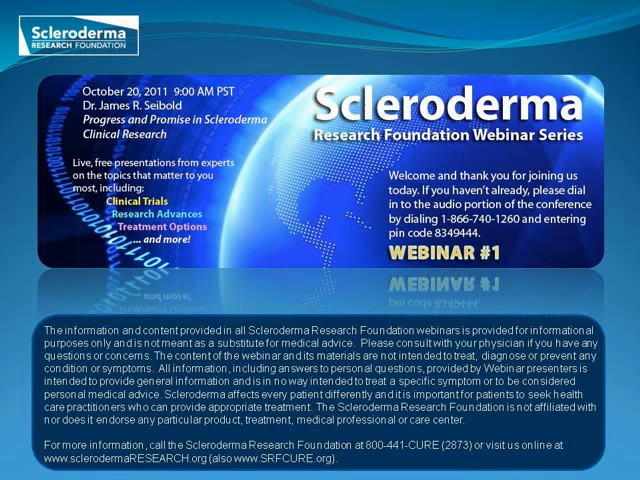 Scleroderma
RESEARCH FOUNDATION
October 20, 2011 9:00 AM PST
Dr. James R. Seibold
Progress and Promise in Scleroderma
Clinical Research
Live, free presentations from experts
on the topics that matter to you
most, including:
Clinical Trials
Research Advances
Treatment Options
... and more!
Scleroderma
Research Foundation Webinar Series
Welcome and thank you for joining us
today. If you haven't already, please dial
in to the audio portion of the conference
by dialing 1-866-740-1260 and entering
pin code 8349444.
WEBINAR #1
The information and content provided in all Scleroderma Research Foundation webinars is provided for informational
purposes only and is not meant as a substitute for medical advice. Please consult with your physician if you have any
questions or concerns. The content of the webinar and its materials are not intended to treat, diagnose or prevent any
condition or symptoms. All information, including answers to personal questions, provided by Webinar presenters is
intended to provide general information and is in no way intended to treat a specific symptom or to be considered
personal medical advice. Scleroderma affects every patient differently and it is important for patients to seek health
care practitioners who can provide appropriate treatment. The Scleroderma Research Foundation is not affiliated with
nor does it endorse any particular product, treatment, medical professional or care center.
For more information, call the Scleroderma Research Foundation at 800-441-CURE (2873) or visit us online at
www.sclerodermaRESEARCH.org (also www.SRFCURE.org).